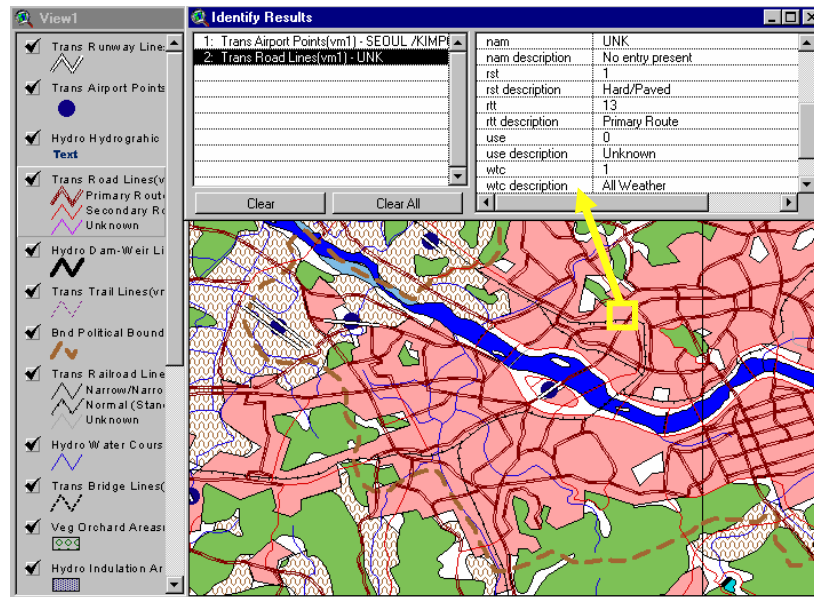 View1
Trans Runway Line
Trans Airport Points
Hydro Hydrograhic
Text
Trans Road Lines(v
Primary Rout
Secondary Ro
Unknown
Hydro Dam-Weir Li
Trans Trail Lines(vr
Bnd Political Bound
Trans Railroad Line
Narrow/Narro
Normal (Stan
Unknown
Hydro Water Cours
Trans Bridge Lines(
Veg Orchard Areas
Hydro Indulation Ar
Identify Results
1: Trans Airport Points(vm1) - SEOUL /KIMP
2: Trans Road Lines(vm1) - UNK
Clear
Clear All
nam UNK
nam description No entry present
rst 1
rst description Hard/Paved
rtt 13
rtt description Primary Route
use 0
use description Unknown
wtc 1
wtc description All Weather